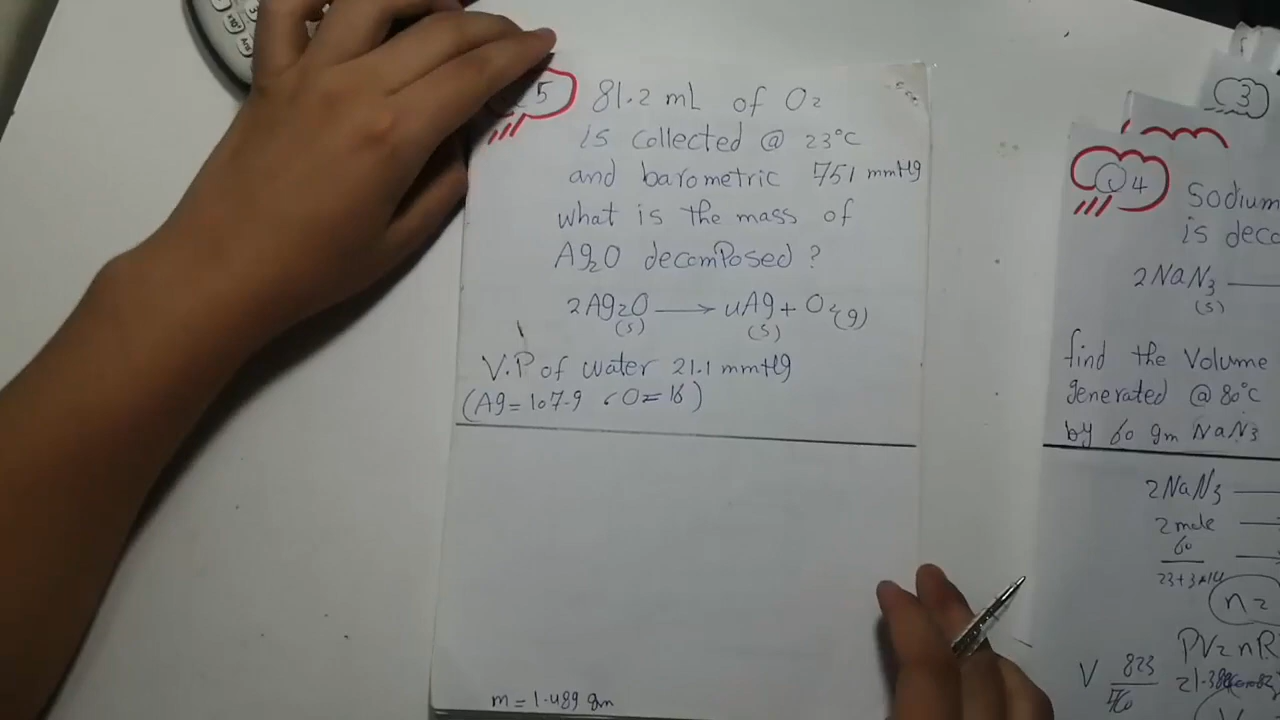 5
81.2 mL of O2
is collected @ 23°C
and barometric 751 mmHg
what is the mass of
Ag2O decomposed ?
2Ag2O (s) → 4Ag (s) + O2 (g)
V.P of water 21.1 mmHg
(Ag=107.9 , O=16)
m = 1.489 gm
3
Q4
Sodium
is deco
2NaN3 (s)
find the Volume
generated @ 80°C
by 60 gm NaN3
2NaN3
2 mole
60
23+3×14
n=
PV=nR
V 823
760